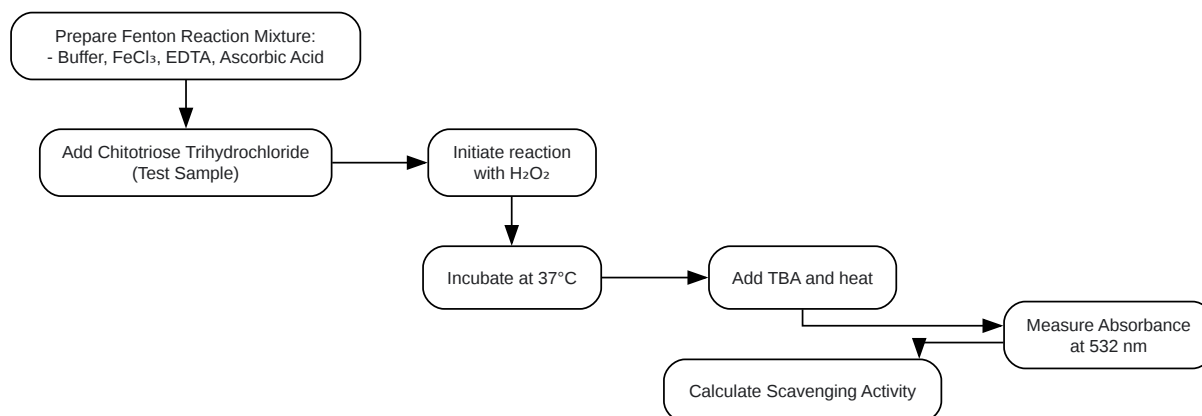 Prepare Fenton Reaction Mixture:
- Buffer, FeCl₃, EDTA, Ascorbic Acid
Add Chitotriose Trihydrochloride
(Test Sample)
Initiate reaction
with H₂O₂
Incubate at 37°C
Add TBA and heat
Measure Absorbance
at 532 nm
Calculate Scavenging Activity